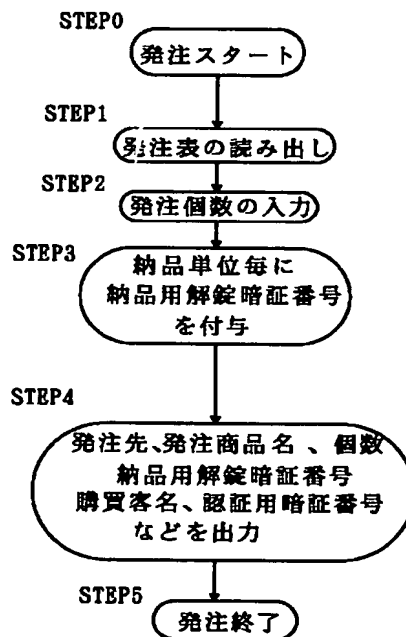 STEP0
発注スタート
STEP1
発注表の読み出し
STEP2
発注個数の入力
STEP3
納品単位毎に
納品用解錠暗証番号
を付与
STEP4
発注先、発注商品名、個数
納品用解錠暗証番号
購買客名、認証用暗証番号
などを出力
STEP5
発注終了